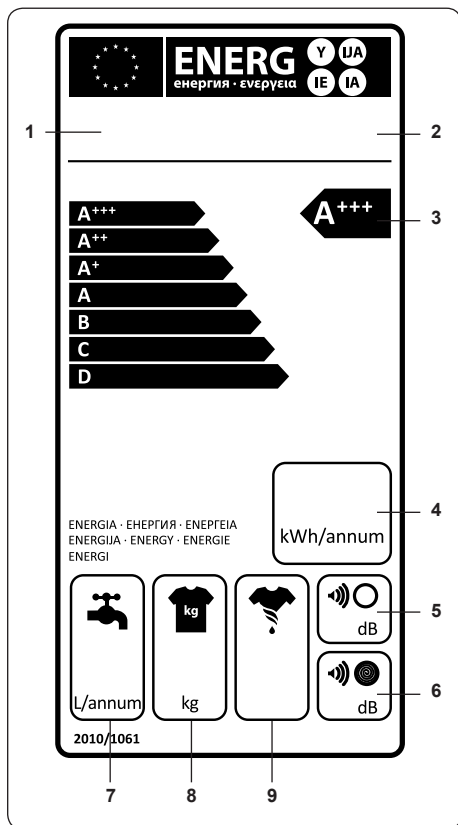 ENERG Y IJA
енергия · ενεργεια IE IA
1 2
A+++ A+++ 3
A++
A+
A
B
C
D
4
kWh/annum
ENERGIA · ЕНЕРГИЯ · ΕΝΕΡΓΕΙΑ
ENERGIJA · ENERGY · ENERGIE
ENERGI
kg 5
dB
6
L/annum kg dB
2010/1061
7 8 9